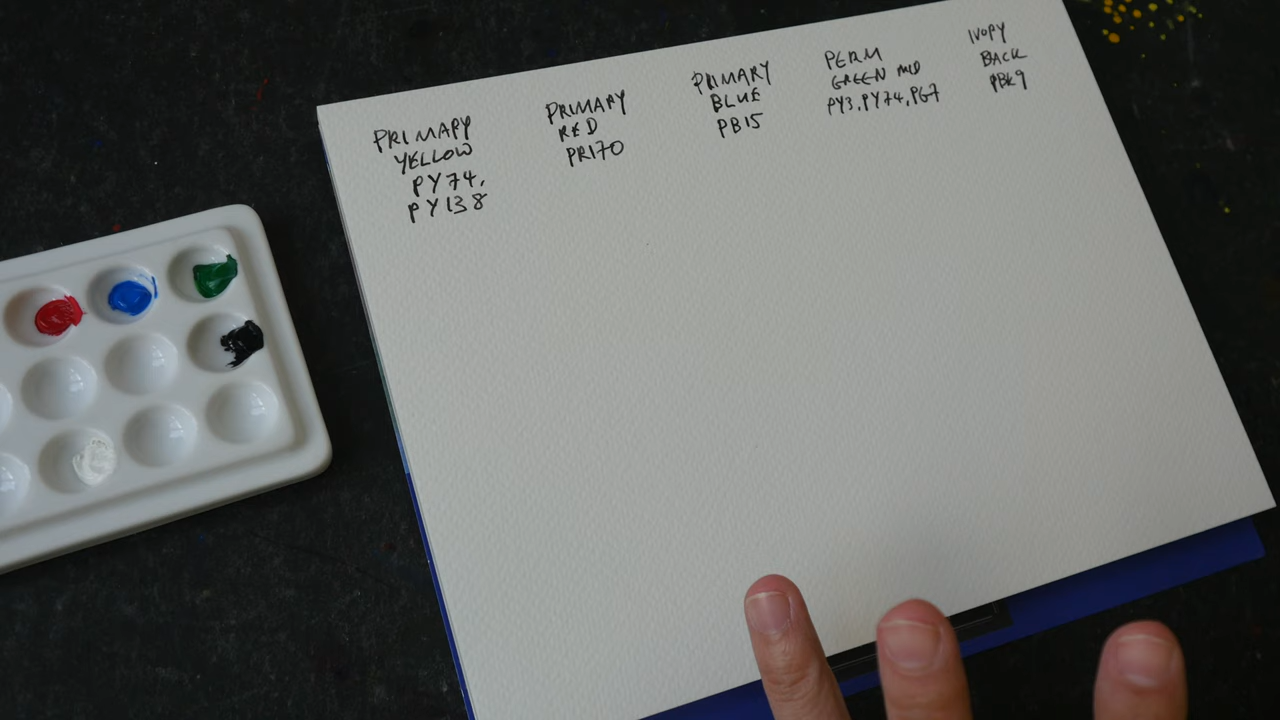 PRIMARY
YELLOW
PY74,
PY138
PRIMARY
RED
PR170
PRIMARY
BLUE
PB15
PERM
GREEN MID
PY3, PY74, PG7
IVORY
BACK
PBK9